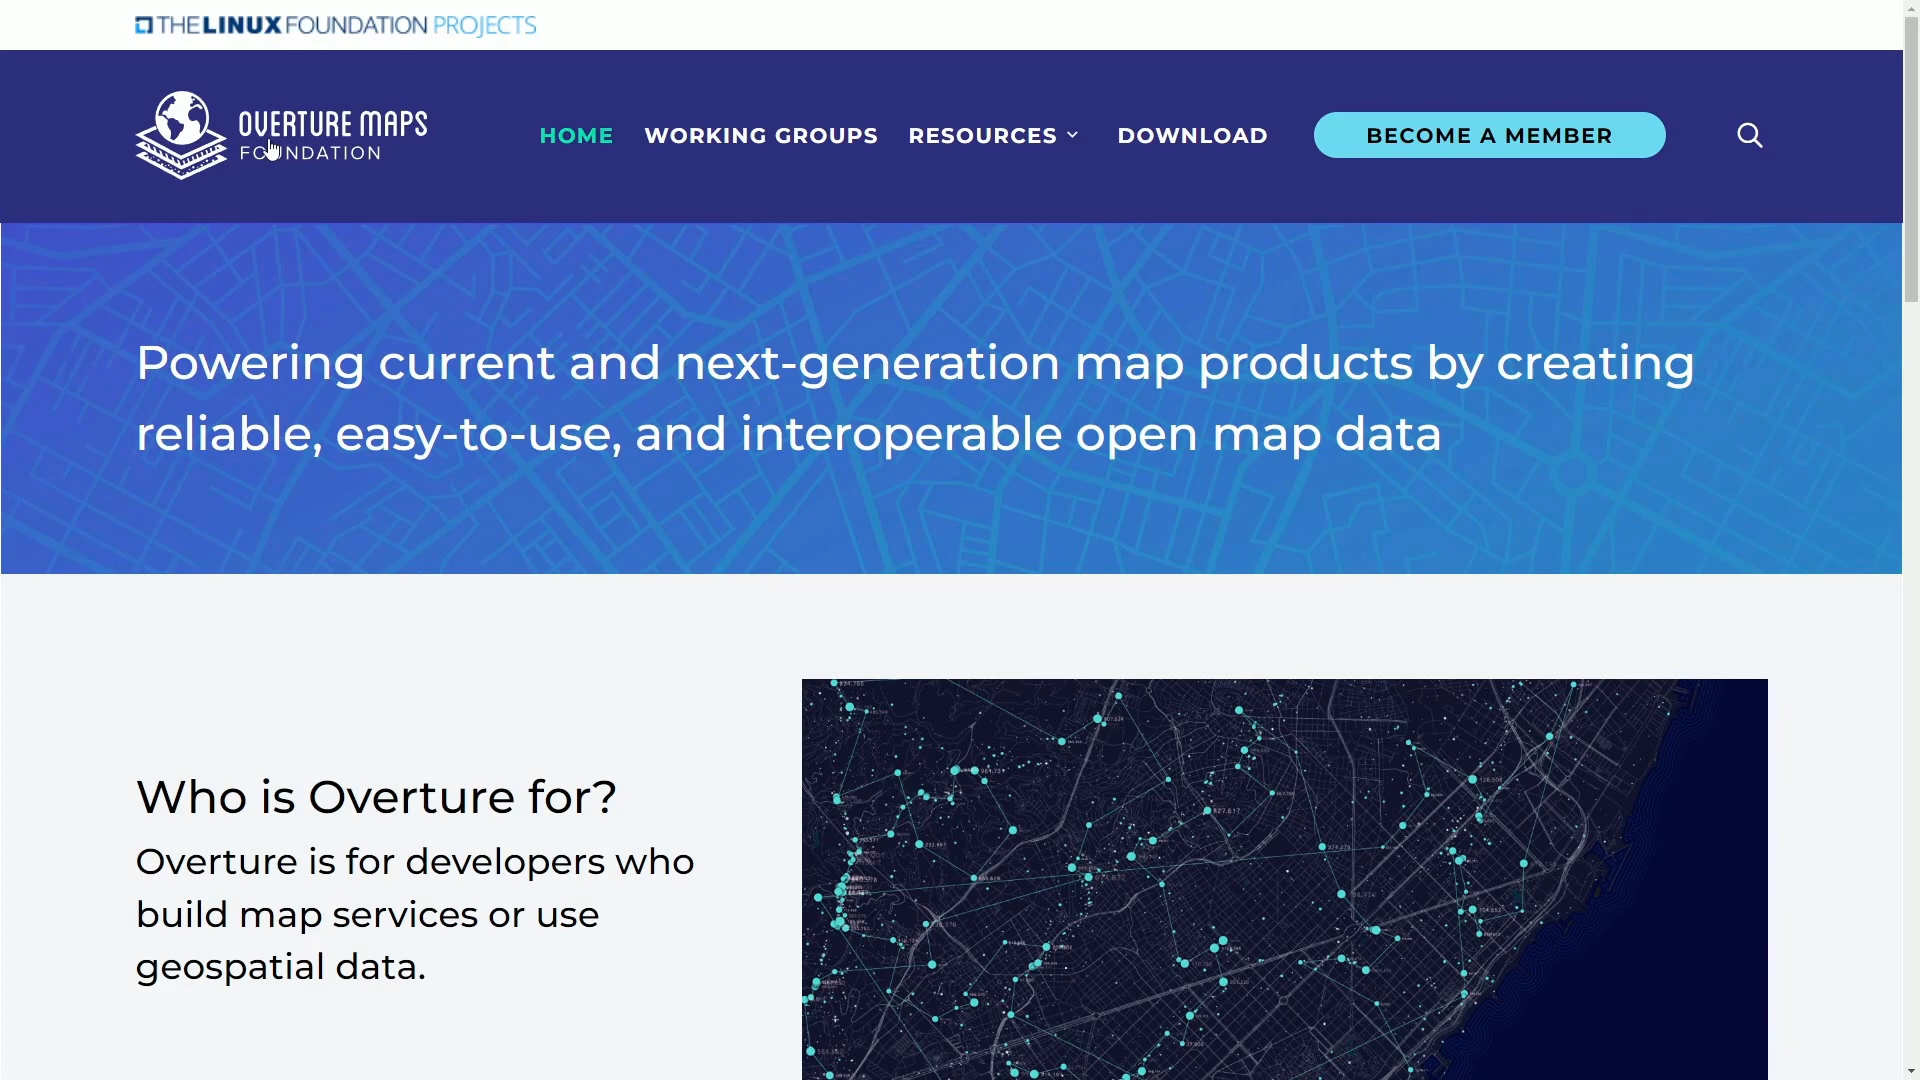 THE LINUX FOUNDATION PROJECTS
OVERTURE MAPS
FOUNDATION
HOME WORKING GROUPS RESOURCES DOWNLOAD BECOME A MEMBER
Powering current and next-generation map products by creating
reliable, easy-to-use, and interoperable open map data
Who is Overture for?
Overture is for developers who
build map services or use
geospatial data.